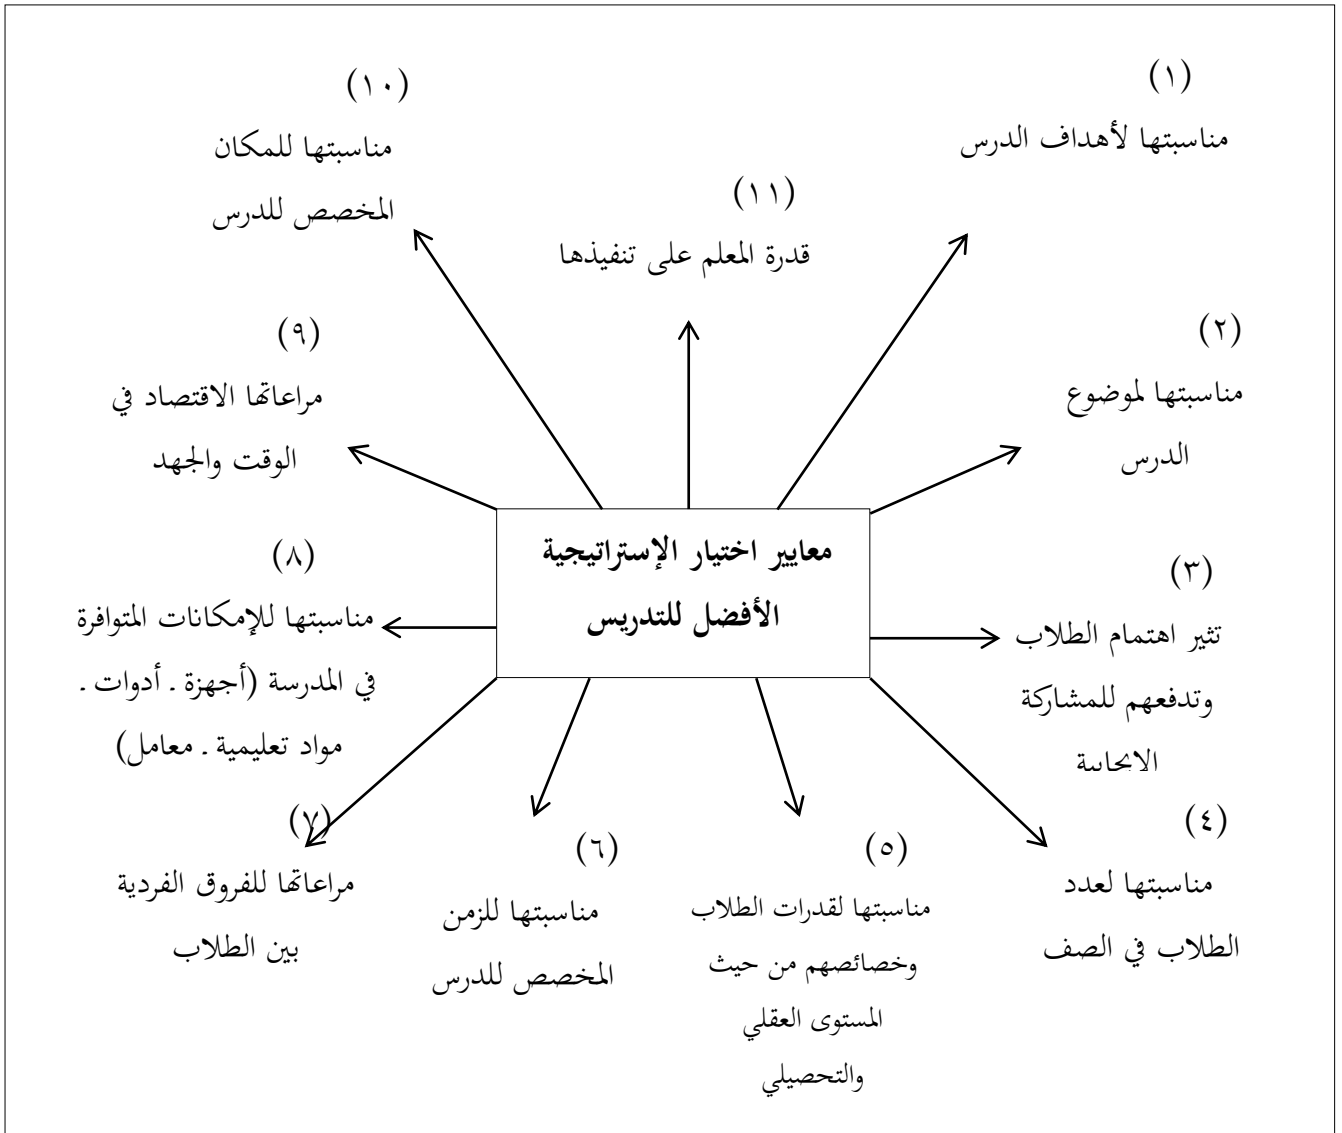 معايير اختيار الإستراتيجية
الأفضل للتدريس
(١)
مناسبتها لأهداف الدرس
(٢)
مناسبتها لموضوع
الدرس
(٣)
تثير اهتمام الطلاب
وتدفعهم للمشاركة
الايجابية
(٤)
مناسبتها لعدد
الطلاب في الصف
(٥)
مناسبتها لقدرات الطلاب
وخصائصهم من حيث
المستوى العقلي
والتحصيلي
(٦)
مناسبتها للزمن
المخصص للدرس
(٧)
مراعاتها للفروق الفردية
بين الطلاب
(٨)
مناسبتها للإمكانات المتوافرة
في المدرسة (أجهزة ـ أدوات ـ
مواد تعليمية ـ معامل)
(٩)
مراعاتها الاقتصاد في
الوقت والجهد
(١٠)
مناسبتها للمكان
المخصص للدرس
(١١)
قدرة المعلم على تنفيذها